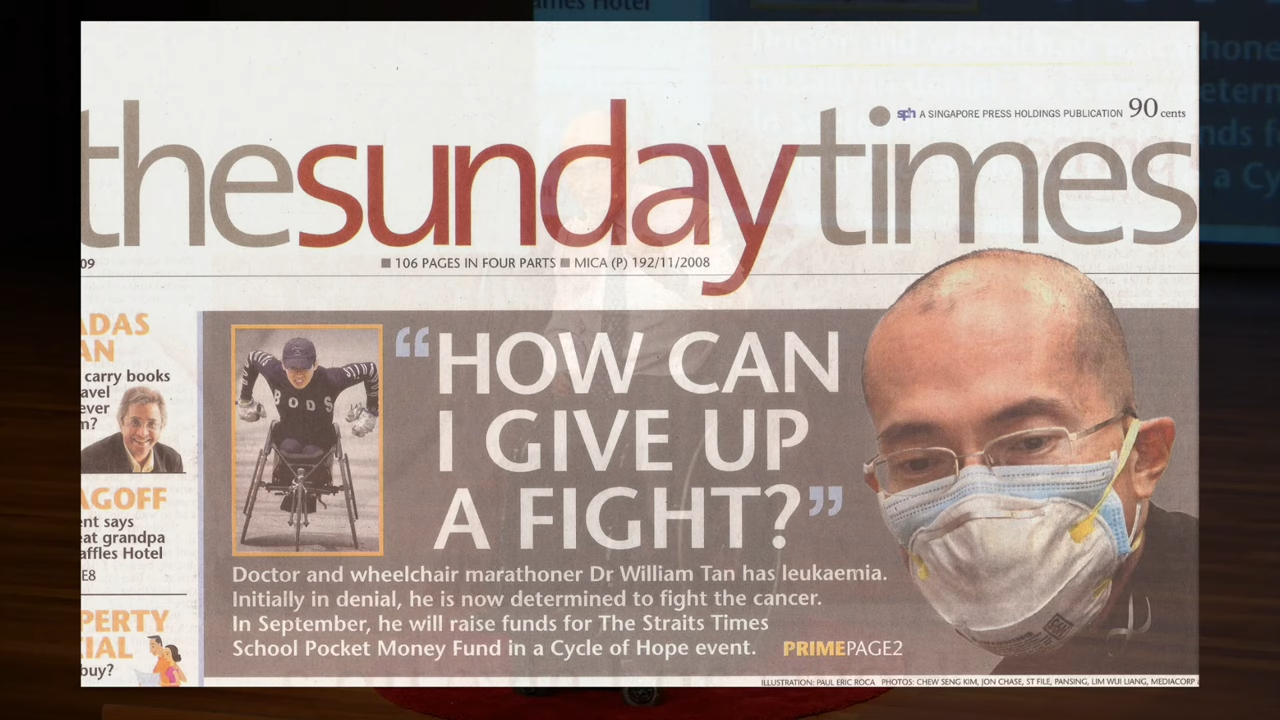 thesundaytimes
sph A SINGAPORE PRESS HOLDINGS PUBLICATION 90 cents
09
■ 106 PAGES IN FOUR PARTS ■ MICA (P) 192/11/2008
ADAS
AN
carry books
avel
ever
m?
AGOFF
ent says
eat grandpa
affles Hotel
E8
PERTY
CIAL
buy?
BODS
“HOW CAN
I GIVE UP
A FIGHT?”
Doctor and wheelchair marathoner Dr William Tan has leukaemia.
Initially in denial, he is now determined to fight the cancer.
In September, he will raise funds for The Straits Times
School Pocket Money Fund in a Cycle of Hope event. PRIMEPAGE2
ILLUSTRATION: PAUL ERIC ROCA PHOTOS: CHEW SENG KIM, JON CHASE, ST FILE, PANSING, LIM WUI LIANG, MEDIACORP